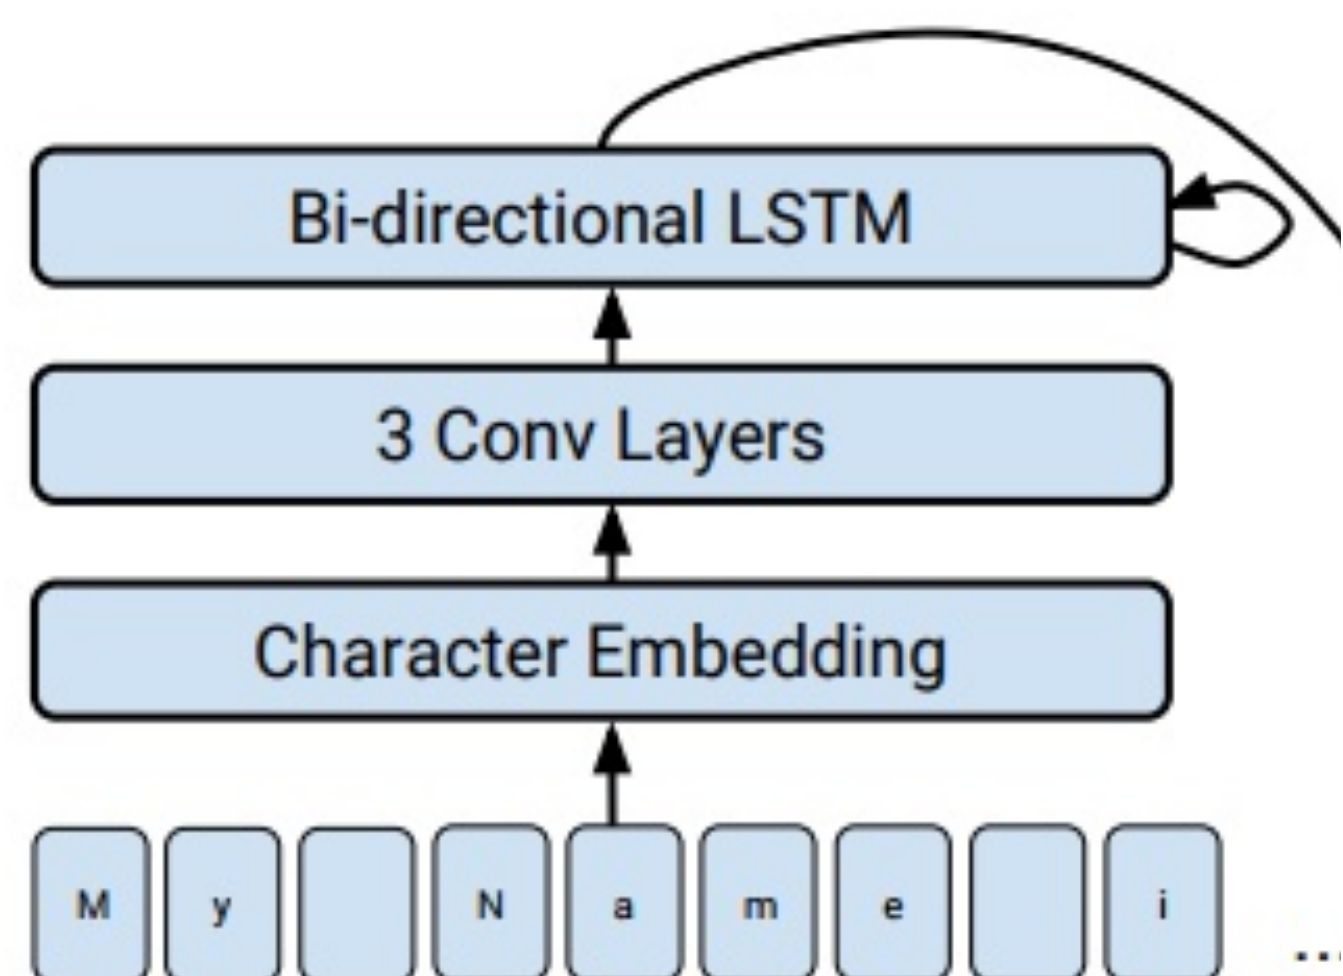 Bi-directional LSTM
3 Conv Layers
Character Embedding
M y N a m e i ...